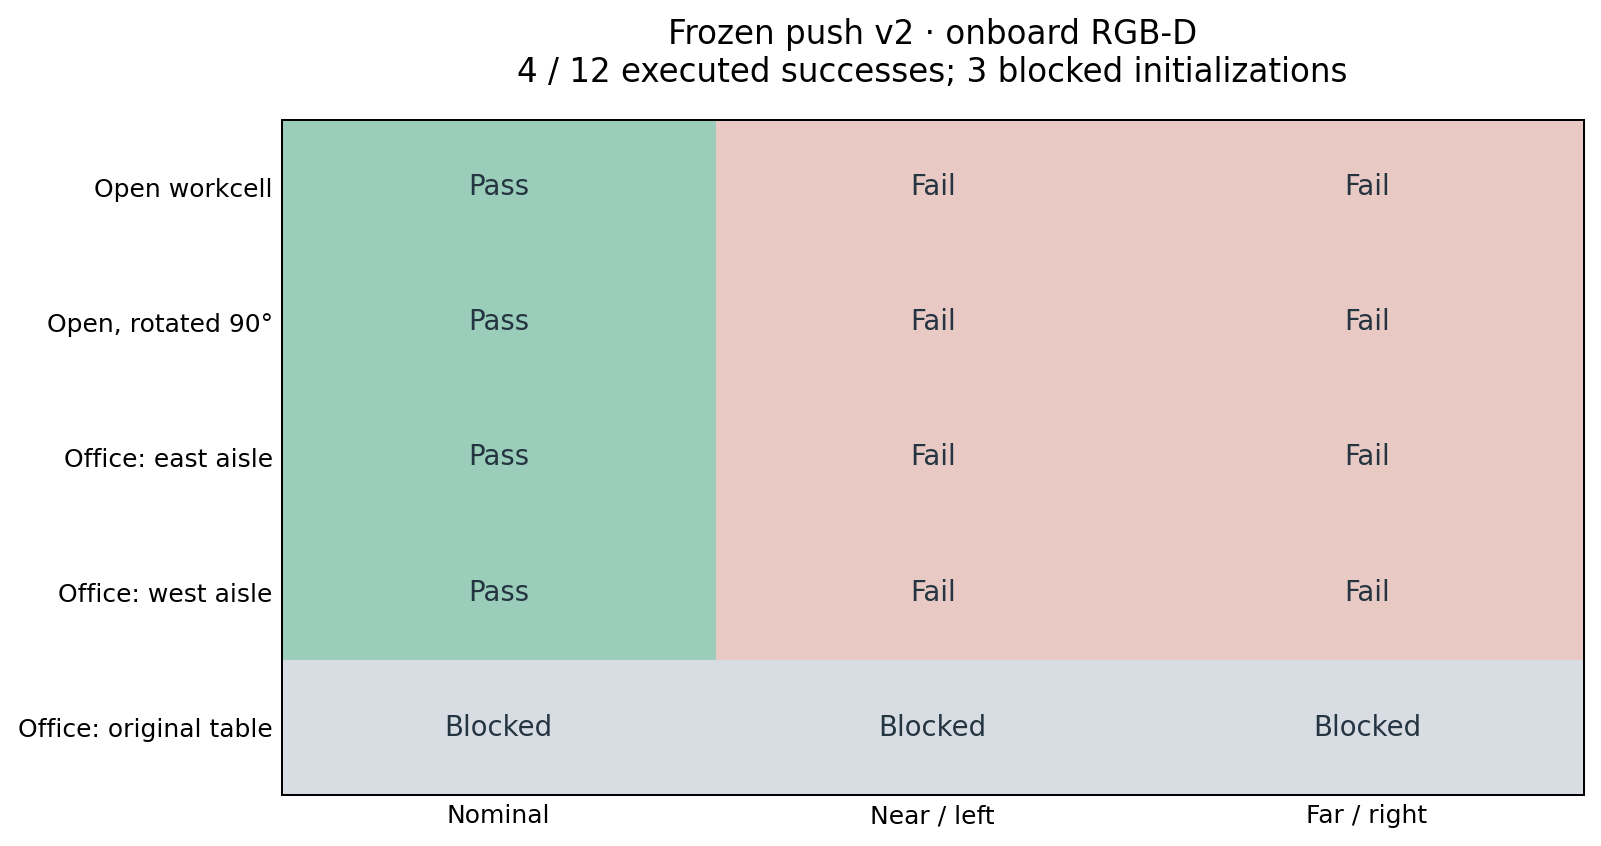 Frozen push v2 · onboard RGB-D
4 / 12 executed successes; 3 blocked initializations
Open workcell Pass Fail Fail
Open, rotated 90° Pass Fail Fail
Office: east aisle Pass Fail Fail
Office: west aisle Pass Fail Fail
Office: original table Blocked Blocked Blocked
Nominal Near / left Far / right